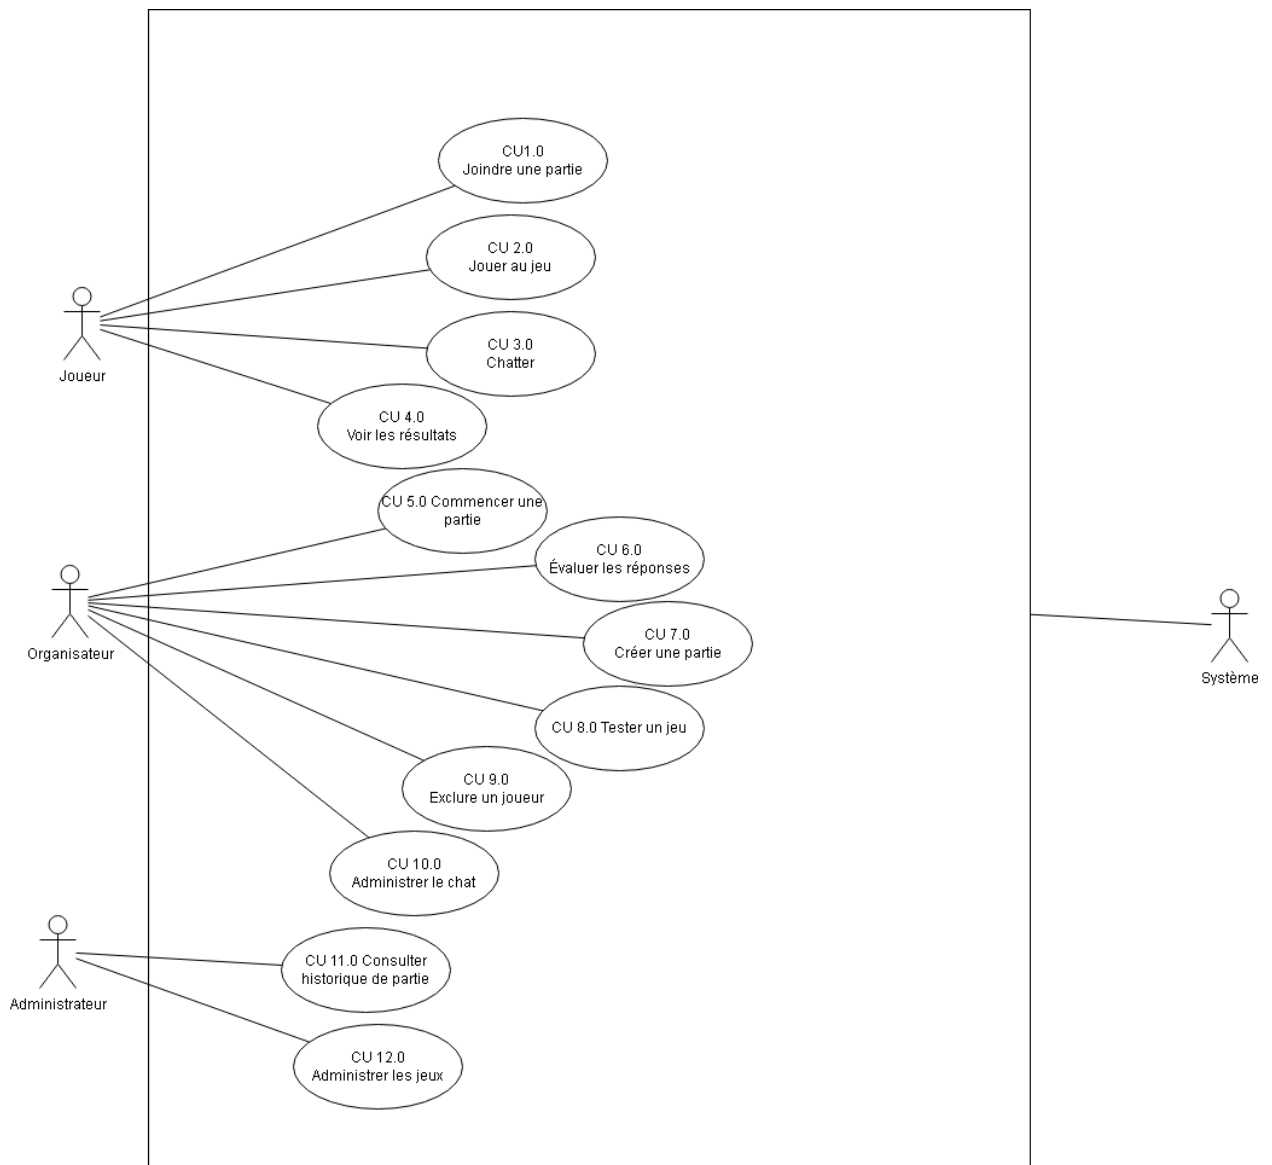 CU1.0
Joindre une partie
CU 2.0
Jouer au jeu
CU 3.0
Chatter
Joueur
CU 4.0
Voir les résultats
CU 5.0 Commencer une
partie
CU 6.0
Évaluer les réponses
Organisateur
CU 7.0
Créer une partie
Système
CU 8.0 Tester un jeu
CU 9.0
Exclure un joueur
CU 10.0
Administrer le chat
CU 11.0 Consulter
historique de partie
Administrateur
CU 12.0
Administrer les jeux